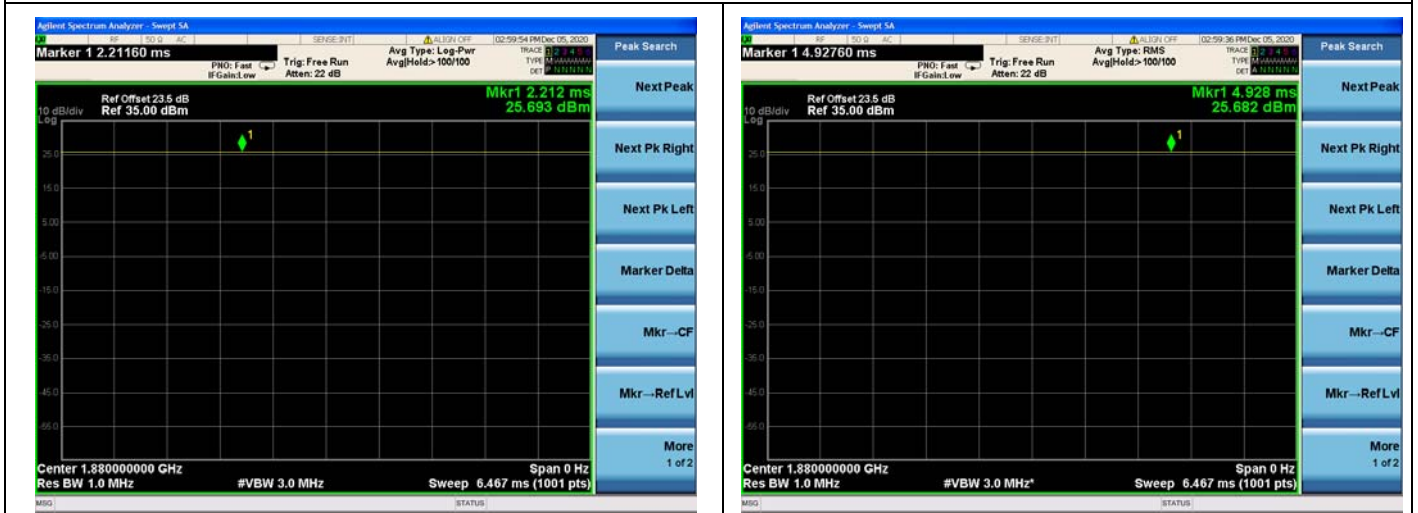 Agilent Spectrum Analyzer - Swept SA
RF 50 Ω AC SENSE:INT ALIGN OFF 02:59:54 PM Dec 05, 2020
Marker 1 2.21160 ms
PNO: Fast
IFGain:Low
Trig: Free Run
Atten: 22 dB
Avg Type: Log-Pwr
Avg|Hold:>100/100
TRACE 1 2 3 4 5 6
TYPE M
DET P N N N N N
Peak Search
Mkr1 2.212 ms
25.693 dBm
Ref Offset 23.5 dB
10 dB/div Ref 35.00 dBm
Log
1
25.0
15.0
5.00
-5.00
-15.0
-25.0
-35.0
-45.0
-55.0
Center 1.880000000 GHz Span 0 Hz
Res BW 1.0 MHz #VBW 3.0 MHz Sweep 6.467 ms (1001 pts)
MSG STATUS
Next Peak
Next Pk Right
Next Pk Left
Marker Delta
Mkr→CF
Mkr→Ref Lvl
More
1 of 2
Agilent Spectrum Analyzer - Swept SA
RF 50 Ω AC SENSE:INT ALIGN OFF 02:59:36 PM Dec 05, 2020
Marker 1 4.92760 ms
PNO: Fast
IFGain:Low
Trig: Free Run
Atten: 22 dB
Avg Type: RMS
Avg|Hold:>100/100
TRACE 1 2 3 4 5 6
TYPE M
DET A N N N N N
Peak Search
Mkr1 4.928 ms
25.682 dBm
Ref Offset 23.5 dB
10 dB/div Ref 35.00 dBm
Log
1
25.0
15.0
5.00
-5.00
-15.0
-25.0
-35.0
-45.0
-55.0
Center 1.880000000 GHz Span 0 Hz
Res BW 1.0 MHz #VBW 3.0 MHz* Sweep 6.467 ms (1001 pts)
MSG STATUS
Next Peak
Next Pk Right
Next Pk Left
Marker Delta
Mkr→CF
Mkr→Ref Lvl
More
1 of 2